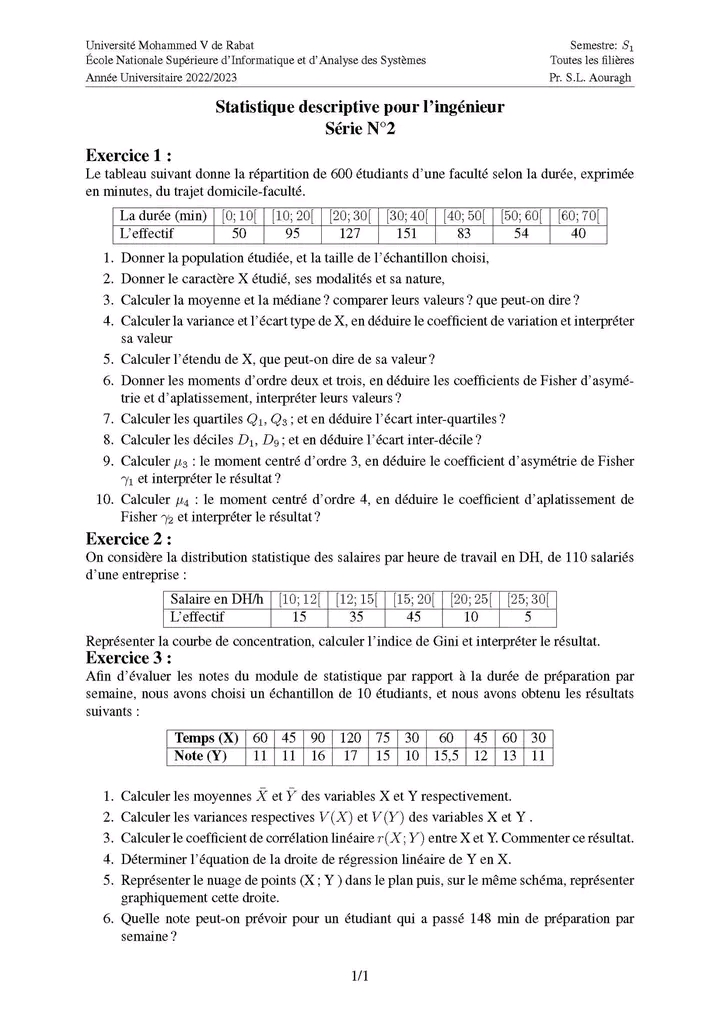 Université Mohammed V de Rabat Semestre: S1
École Nationale Supérieure d'Informatique et d'Analyse des Systèmes Toutes les filières
Année Universitaire 2022/2023 Pr. S.L. Aouragh
Statistique descriptive pour l'ingénieur
Série N°2
Exercice 1 :
Le tableau suivant donne la répartition de 600 étudiants d'une faculté selon la durée, exprimée
en minutes, du trajet domicile-faculté.
La durée (min) [0; 10[ [10; 20[ [20; 30[ [30; 40[ [40; 50[ [50; 60[ [60; 70[
L'effectif 50 95 127 151 83 54 40
1. Donner la population étudiée, et la taille de l'échantillon choisi,
2. Donner le caractère X étudié, ses modalités et sa nature,
3. Calculer la moyenne et la médiane ? comparer leurs valeurs ? que peut-on dire ?
4. Calculer la variance et l'écart type de X, en déduire le coefficient de variation et interpréter
sa valeur
5. Calculer l'étendu de X, que peut-on dire de sa valeur ?
6. Donner les moments d'ordre deux et trois, en déduire les coefficients de Fisher d'asymé-
trie et d'aplatissement, interpréter leurs valeurs ?
7. Calculer les quartiles Q1, Q3 ; et en déduire l'écart inter-quartiles ?
8. Calculer les déciles D1, D9 ; et en déduire l'écart inter-décile ?
9. Calculer μ3 : le moment centré d'ordre 3, en déduire le coefficient d'asymétrie de Fisher
γ1 et interpréter le résultat ?
10. Calculer μ4 : le moment centré d'ordre 4, en déduire le coefficient d'aplatissement de
Fisher γ2 et interpréter le résultat ?
Exercice 2 :
On considère la distribution statistique des salaires par heure de travail en DH, de 110 salariés
d'une entreprise :
Salaire en DH/h [10; 12[ [12; 15[ [15; 20[ [20; 25[ [25; 30[
L'effectif 15 35 45 10 5
Représenter la courbe de concentration, calculer l'indice de Gini et interpréter le résultat.
Exercice 3 :
Afin d'évaluer les notes du module de statistique par rapport à la durée de préparation par
semaine, nous avons choisi un échantillon de 10 étudiants, et nous avons obtenu les résultats
suivants :
Temps (X) 60 45 90 120 75 30 60 45 60 30
Note (Y) 11 11 16 17 15 10 15,5 12 13 11
1. Calculer les moyennes X̄ et Ȳ des variables X et Y respectivement.
2. Calculer les variances respectives V(X) et V(Y) des variables X et Y .
3. Calculer le coefficient de corrélation linéaire r(X; Y) entre X et Y. Commenter ce résultat.
4. Déterminer l'équation de la droite de régression linéaire de Y en X.
5. Représenter le nuage de points (X ; Y ) dans le plan puis, sur le même schéma, représenter
graphiquement cette droite.
6. Quelle note peut-on prévoir pour un étudiant qui a passé 148 min de préparation par
semaine ?
1/1